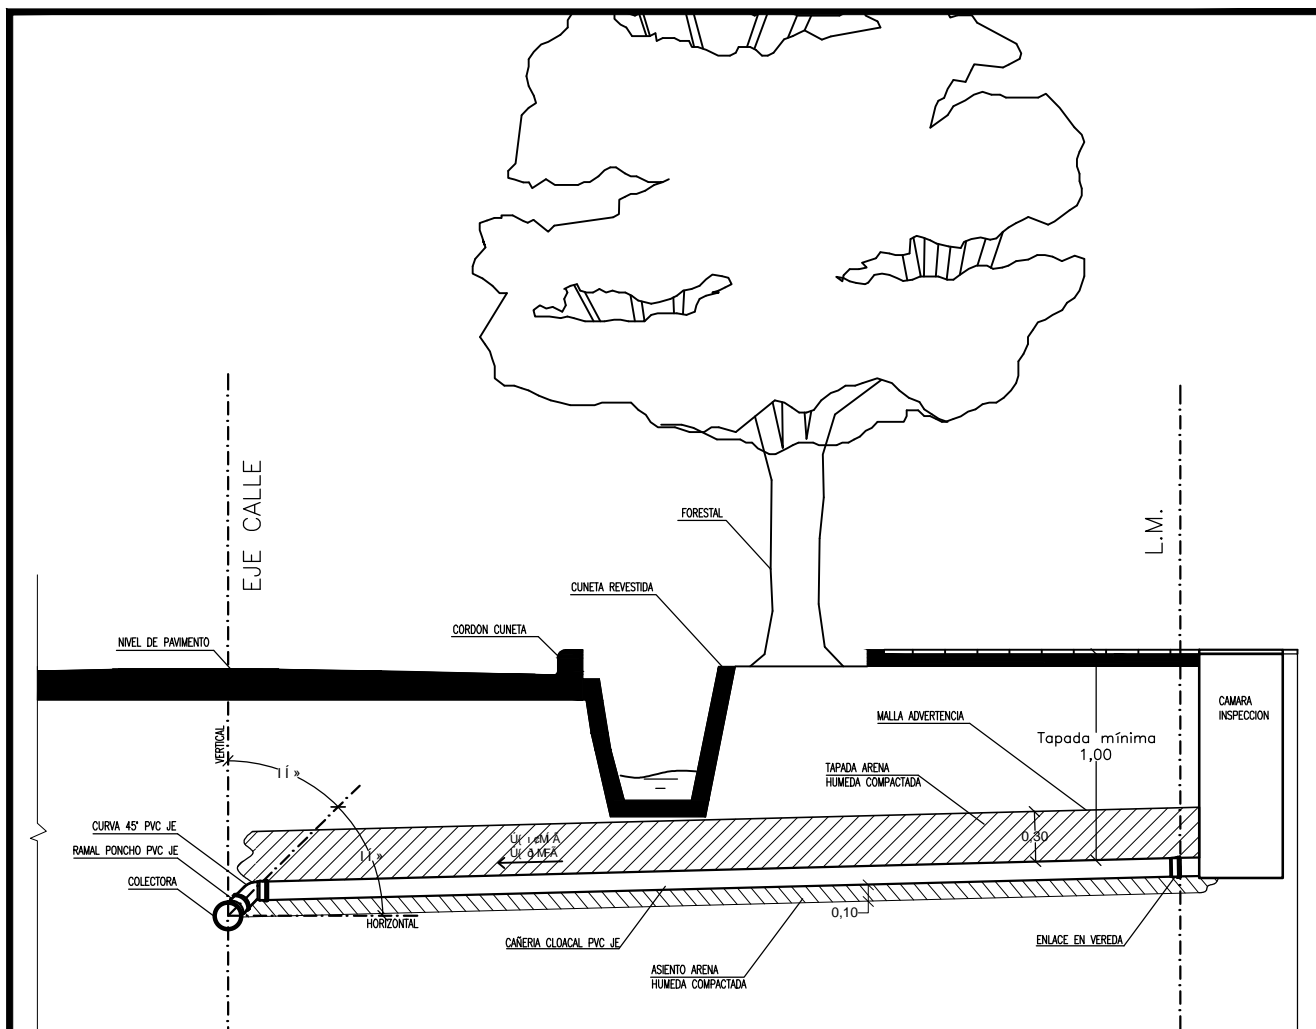 FORESTAL
EJE CALLE
L.M.
CUNETA REVESTIDA
CORDON CUNETA
NIVEL DE PAVIMENTO
CAMARA
INSPECCION
MALLA ADVERTENCIA
VERTICAL
Tapada mínima
1,00
TAPADA ARENA
HUMEDA COMPACTADA
CURVA 45° PVC JE
0,30
RAMAL PONCHO PVC JE
COLECTORA
HORIZONTAL
0,10
CAÑERIA CLOACAL PVC JE
ENLACE EN VEREDA
ASIENTO ARENA
HUMEDA COMPACTADA